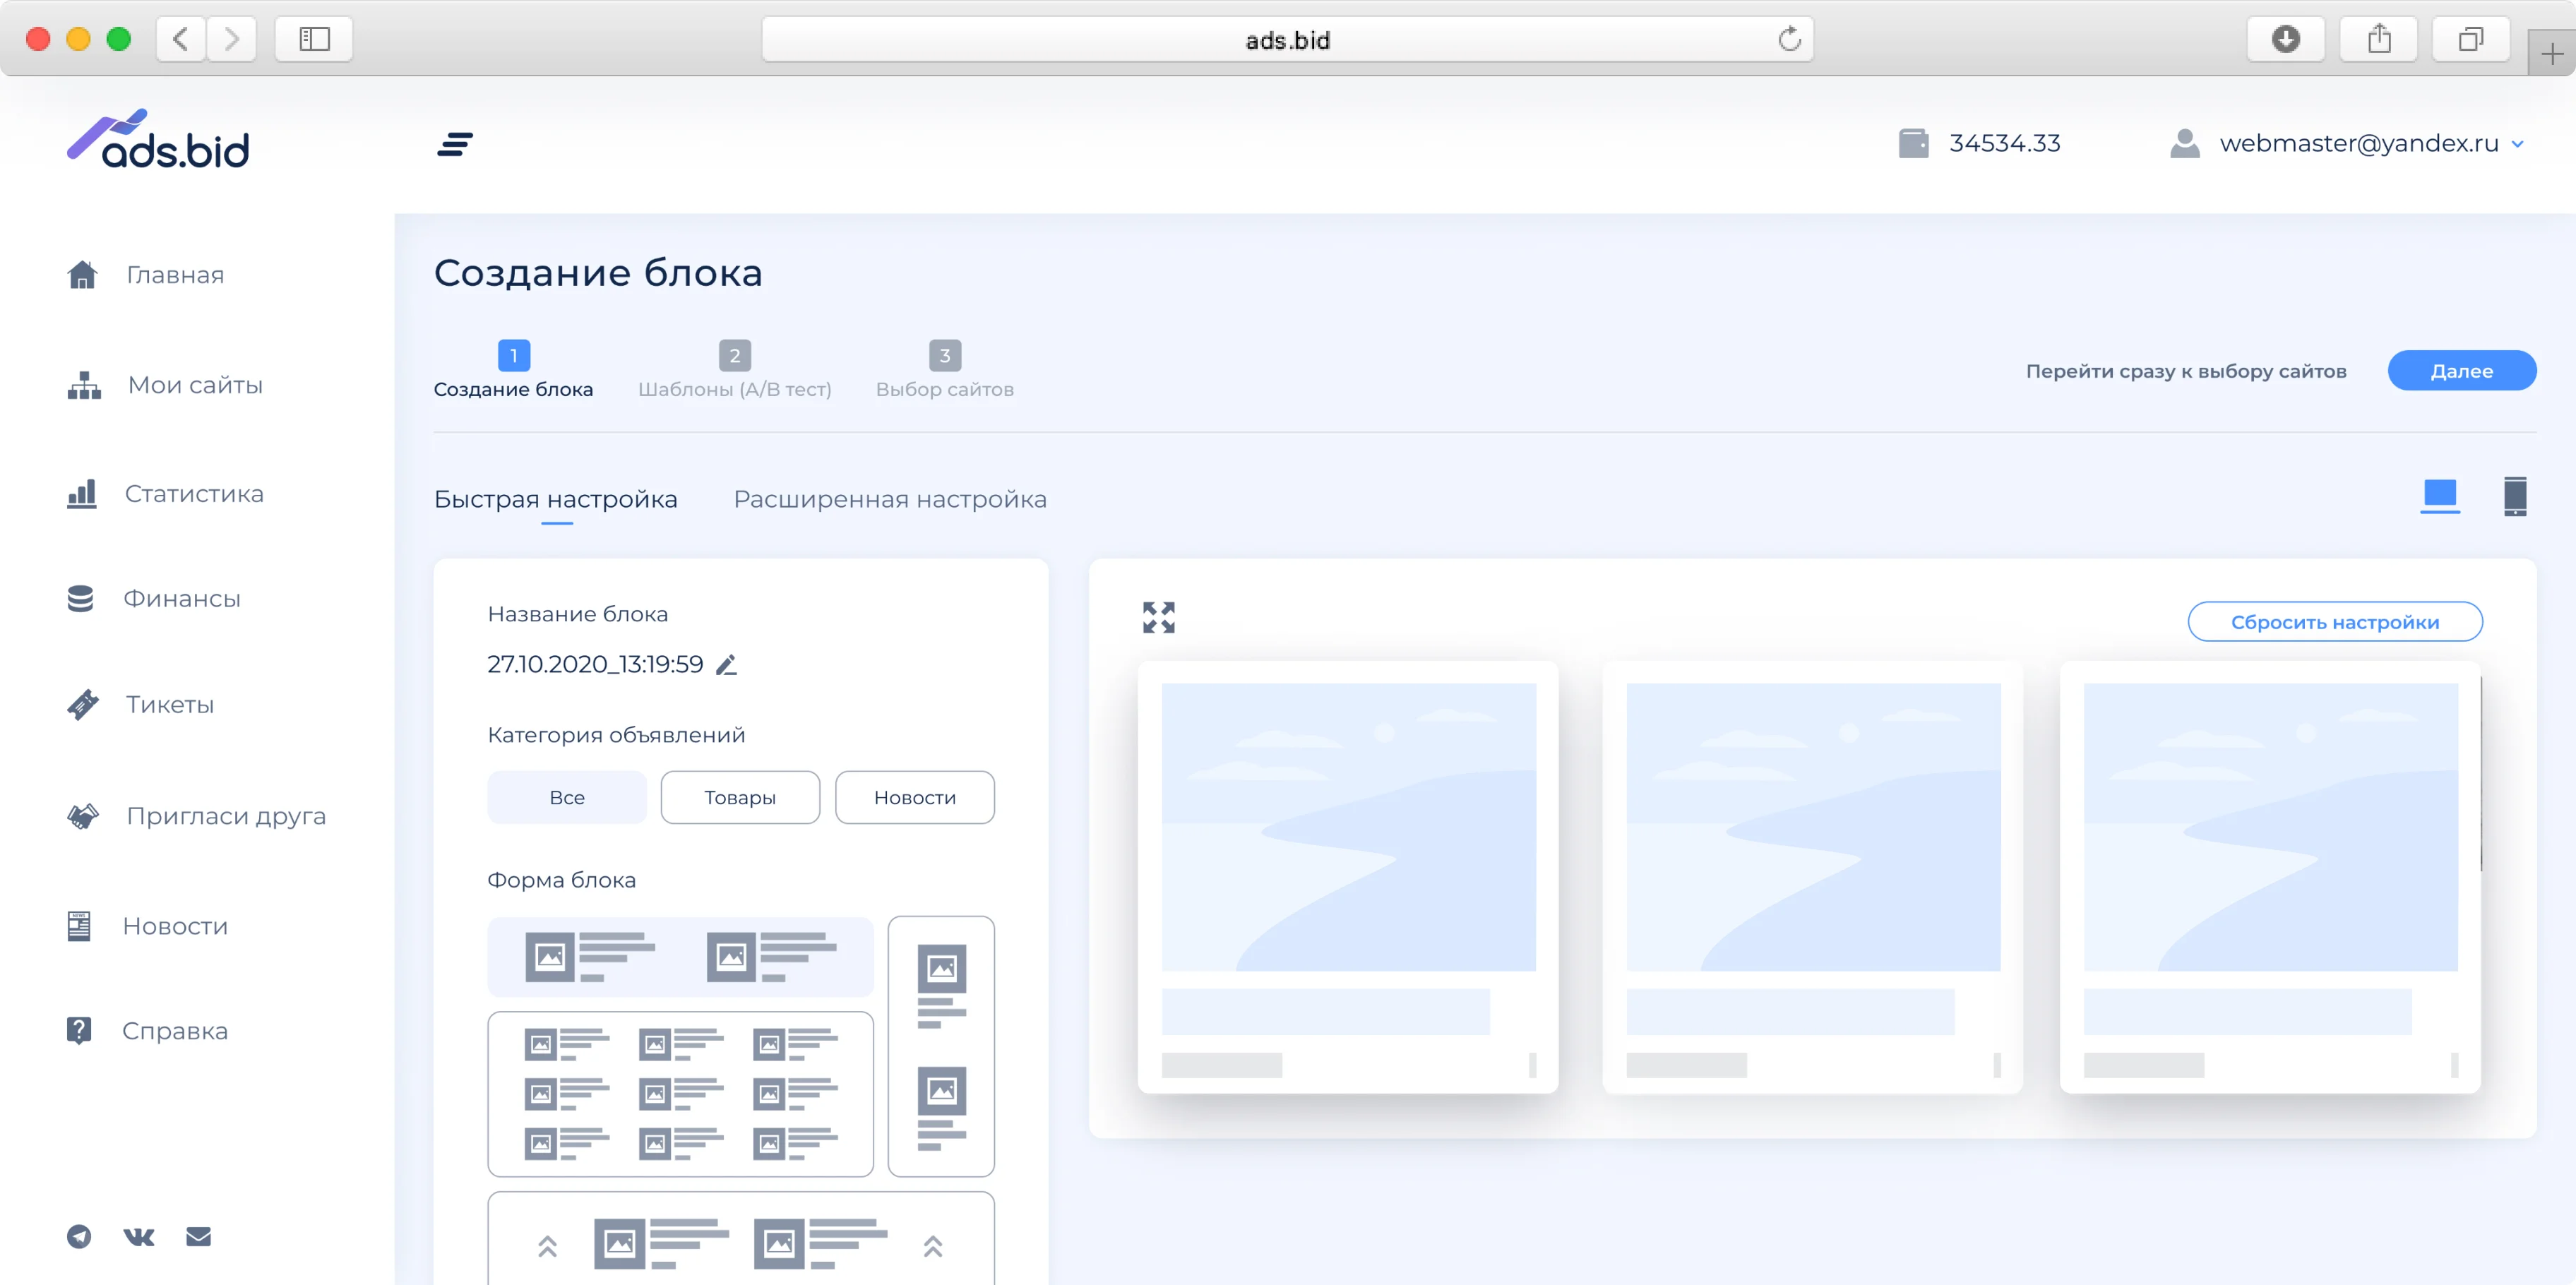 ads.bid
ads.bid
34534.33
webmaster@yandex.ru
Главная
Мои сайты
Статистика
Финансы
Тикеты
Пригласи друга
Новости
Справка
Создание блока
1
Создание блока
2
Шаблоны (A/B тест)
3
Выбор сайтов
Перейти сразу к выбору сайтов
Далее
Быстрая настройка
Расширенная настройка
Название блока
27.10.2020_13:19:59
Категория объявлений
Все
Товары
Новости
Форма блока
Сбросить настройки